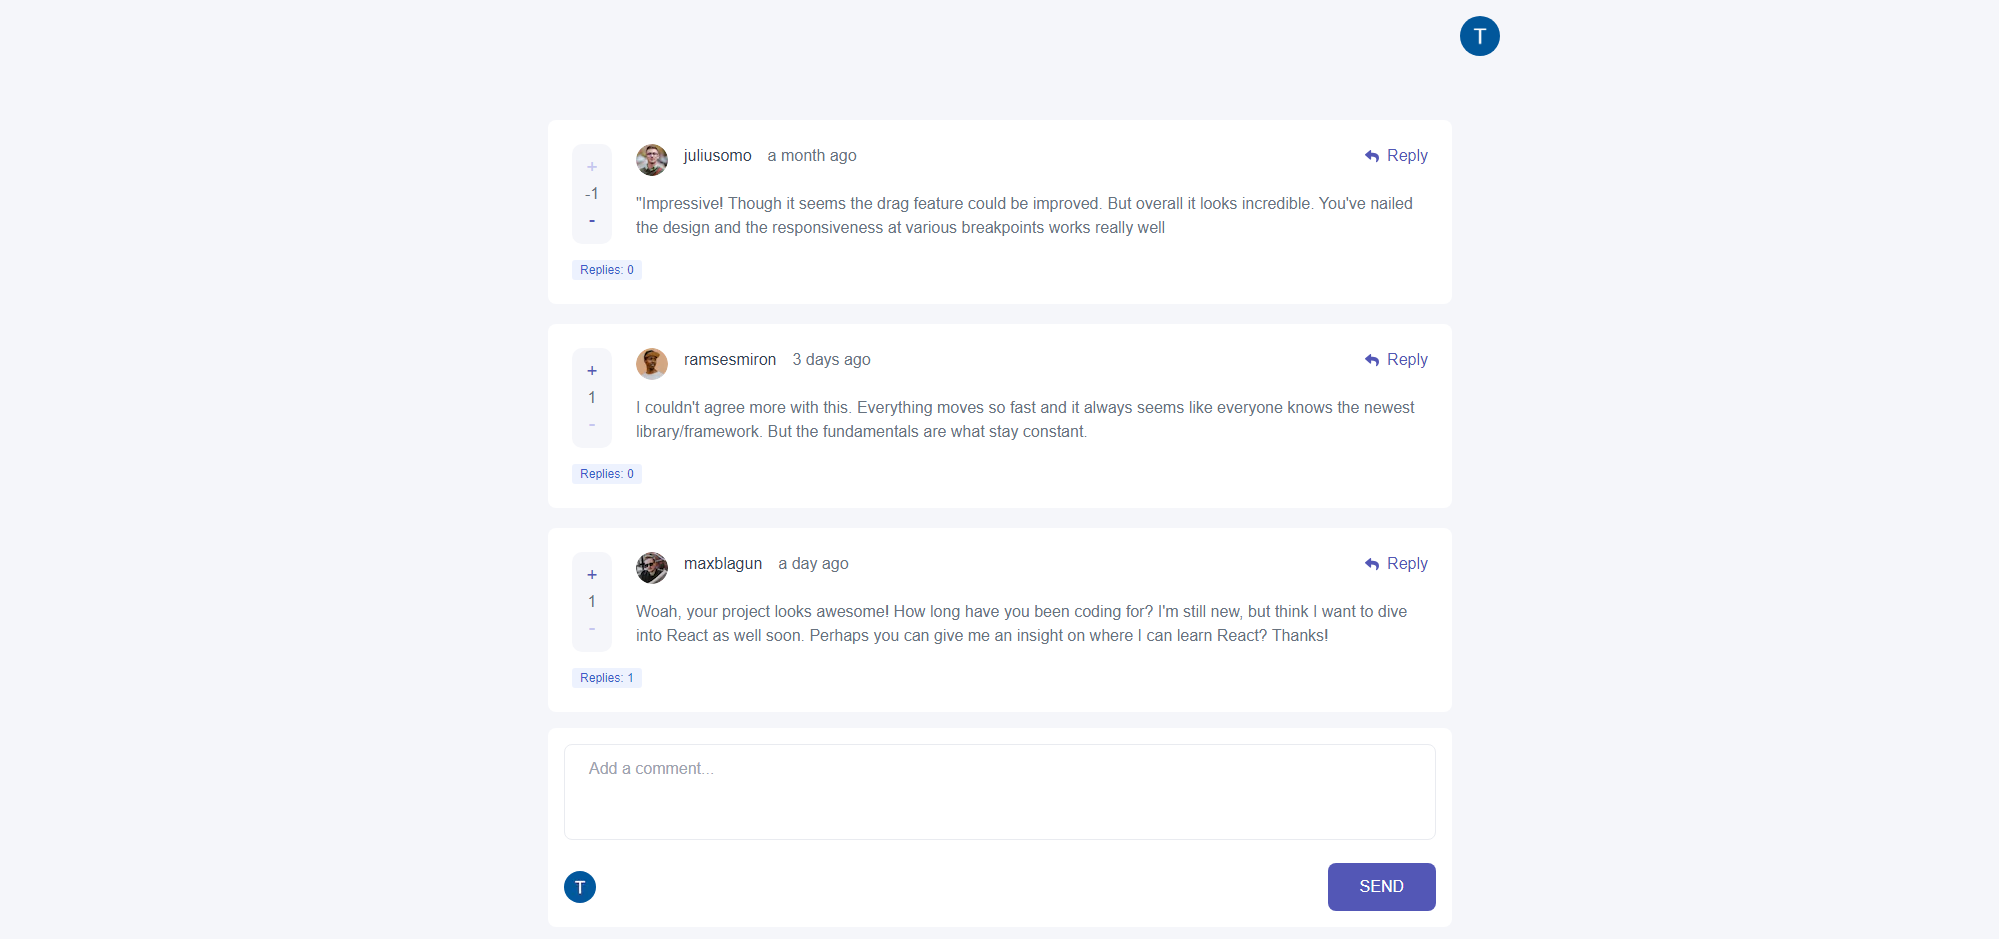 T
juliusomo a month ago Reply
+
-1
-
"Impressive! Though it seems the drag feature could be improved. But overall it looks incredible. You've nailed
the design and the responsiveness at various breakpoints works really well
Replies: 0
ramsesmiron 3 days ago Reply
+
1
-
I couldn't agree more with this. Everything moves so fast and it always seems like everyone knows the newest
library/framework. But the fundamentals are what stay constant.
Replies: 0
maxblagun a day ago Reply
+
1
-
Woah, your project looks awesome! How long have you been coding for? I'm still new, but think I want to dive
into React as well soon. Perhaps you can give me an insight on where I can learn React? Thanks!
Replies: 1
Add a comment...
T
SEND